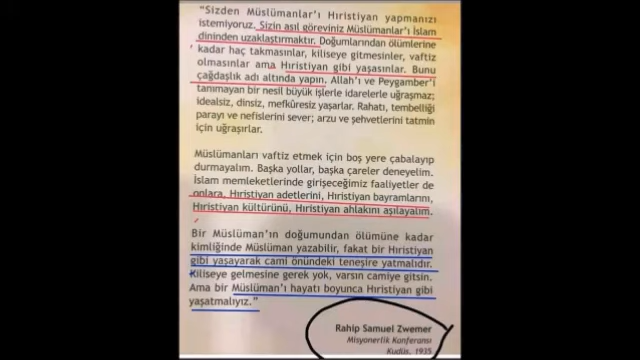 “Sizden Müslümanlar’ı Hıristiyan yapmanızı
istemiyoruz. Sizin asıl göreviniz Müslümanlar’ı İslam
dininden uzaklaştırmaktır. Doğumlarından ölümlerine
kadar haç takmasınlar, kiliseye gitmesinler, vaftiz
olmasınlar ama Hıristiyan gibi yaşasınlar. Bunu
çağdaşlık adı altında yapın. Allah’ı ve Peygamber’i
tanımayan bir nesil büyük işlerle idarelerle uğraşmaz;
idealsiz, dinsiz, mefkûresiz yaşarlar. Rahatı, tembelliği
parayı ve nefislerini sever; arzu ve şehvetlerini tatmin
için uğraşırlar.
Müslümanları vaftiz etmek için boş yere çabalayıp
durmayalım. Başka yollar, başka çareler deneyelim.
İslam memleketlerinde girişeceğimiz faaliyetler de
onlara, Hıristiyan adetlerini, Hıristiyan bayramlarını,
Hıristiyan kültürünü, Hıristiyan ahlakını aşılayalım.
Bir Müslüman’ın doğumundan ölümüne kadar
kimliğinde Müslüman yazabilir, fakat bir Hıristiyan
gibi yaşayarak cami önündeki teneşire yatmalıdır.
Kiliseye gelmesine gerek yok, varsın camiye gitsin.
Ama bir Müslüman’ı hayatı boyunca Hıristiyan gibi
yaşatmalıyız.”
Rahip Samuel Zwemer
Misyonerlik Konferansı
Kudüs, 1935